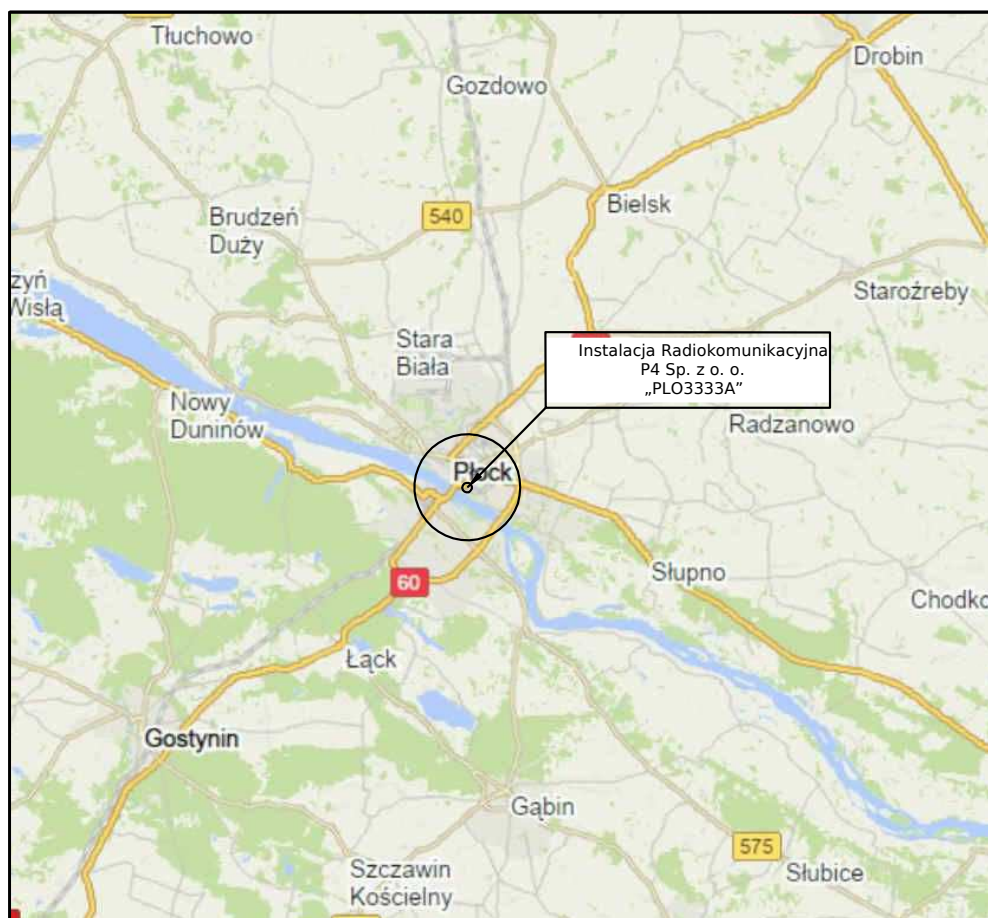 Tłuchowo
Drobin
Gozdowo
Bielsk
Brudzeń
Duży
540
zyń
Wisłą
Staroźreby
Stara
Biała
Instalacja Radiokomunikacyjna
P4 Sp. z o. o.
„PLO3333A”
Nowy
Duninów
Radzanowo
Płock
60
Słupno
Chodko
Łąck
Gostynin
Gąbin
575
Szczawin
Kościelny
Słubice